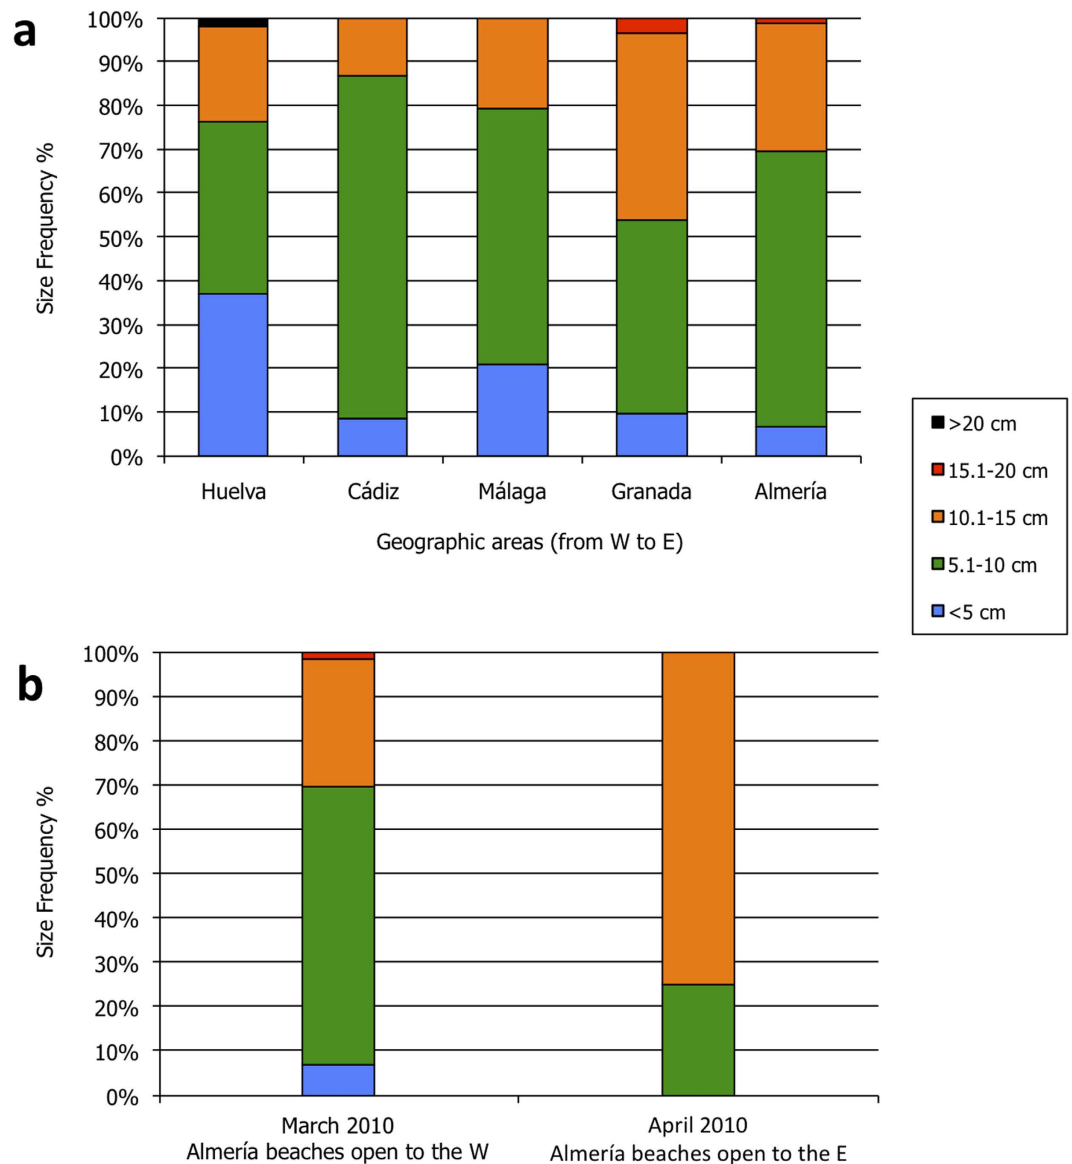 a
100%
90%
80%
70%
60%
50%
40%
30%
20%
10%
0%
Size Frequency %
Huelva Cádiz Málaga Granada Almería
Geographic areas (from W to E)
>20 cm
15.1-20 cm
10.1-15 cm
5.1-10 cm
<5 cm
b
100%
90%
80%
70%
60%
50%
40%
30%
20%
10%
0%
Size Frequency %
March 2010 April 2010
Almería beaches open to the W Almería beaches open to the E